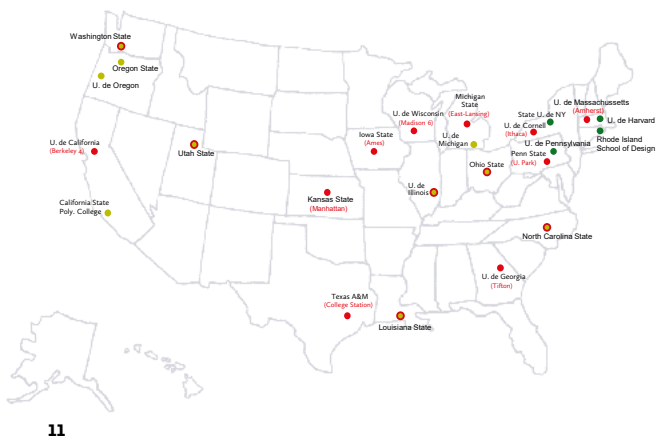 Washington State
Oregon State
U. de Oregon
U. de California
(Berkeley 4)
Utah State
California State
Poly. College
Kansas State
(Manhattan)
Iowa State
(Ames)
U. de Wisconsin
(Madison 6)
Michigan
State
(East-Lansing)
U. de
Michigan
U. de
Illinois
Ohio State
State U. de NY
U. de Cornell
(Ithaca)
U. de Massachussetts
(Amherst)
U. de Harvard
Rhode Island
School of Design
U. de Pennsylvania
Penn State
(U. Park)
North Carolina State
U. de Georgia
(Tifton)
Texas A&M
(College Station)
Louisiana State
11